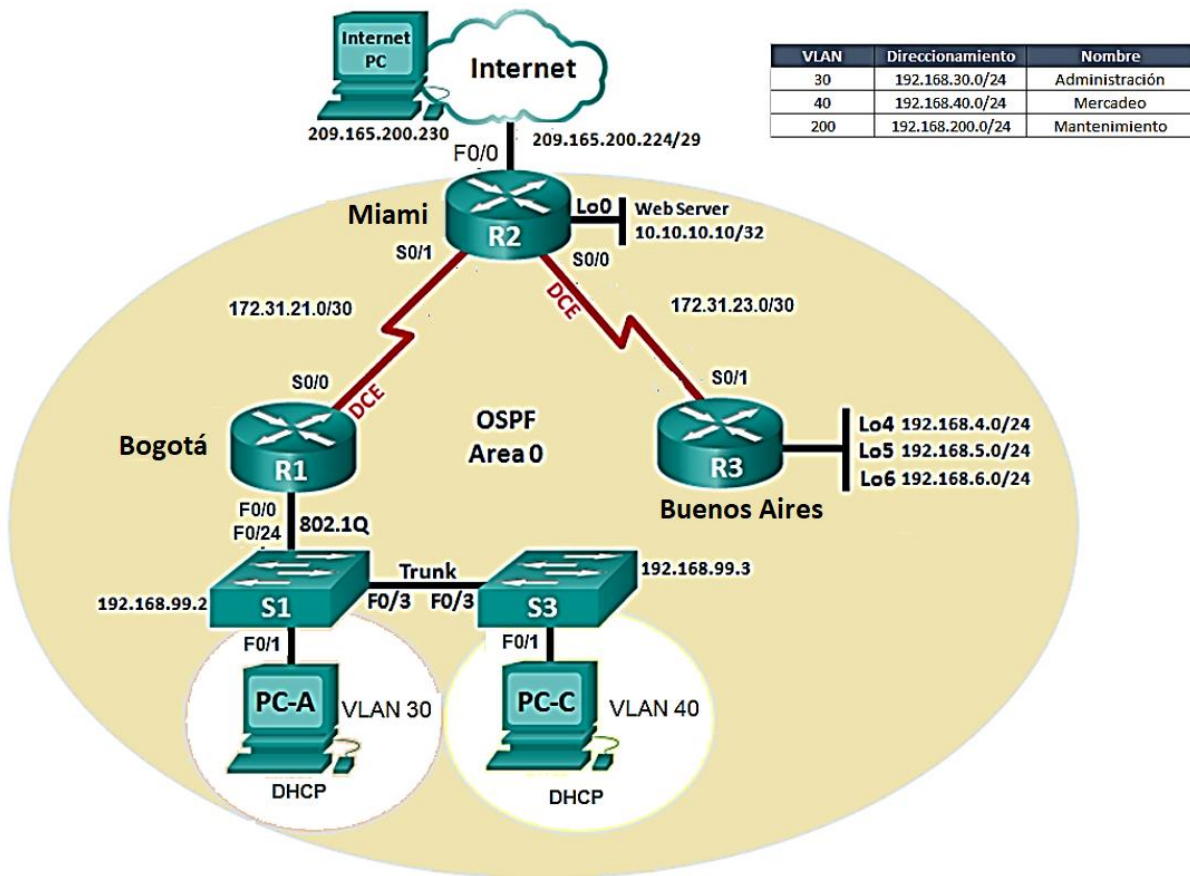 Internet
PC
Internet
209.165.200.230
209.165.200.224/29
F0/0
VLAN Direccionamiento Nombre
30 192.168.30.0/24 Administración
40 192.168.40.0/24 Mercadeo
200 192.168.200.0/24 Mantenimiento
Miami
R2
Lo0
Web Server
10.10.10.10/32
S0/1
S0/0
DCE
172.31.21.0/30
172.31.23.0/30
S0/0
DCE
S0/1
Bogotá
R1
OSPF
Area 0
R3
Buenos Aires
Lo4 192.168.4.0/24
Lo5 192.168.5.0/24
Lo6 192.168.6.0/24
F0/0
F0/24
802.1Q
192.168.99.2
S1
Trunk
F0/3 F0/3
S3
192.168.99.3
F0/1
F0/1
PC-A
VLAN 30
PC-C
VLAN 40
DHCP
DHCP